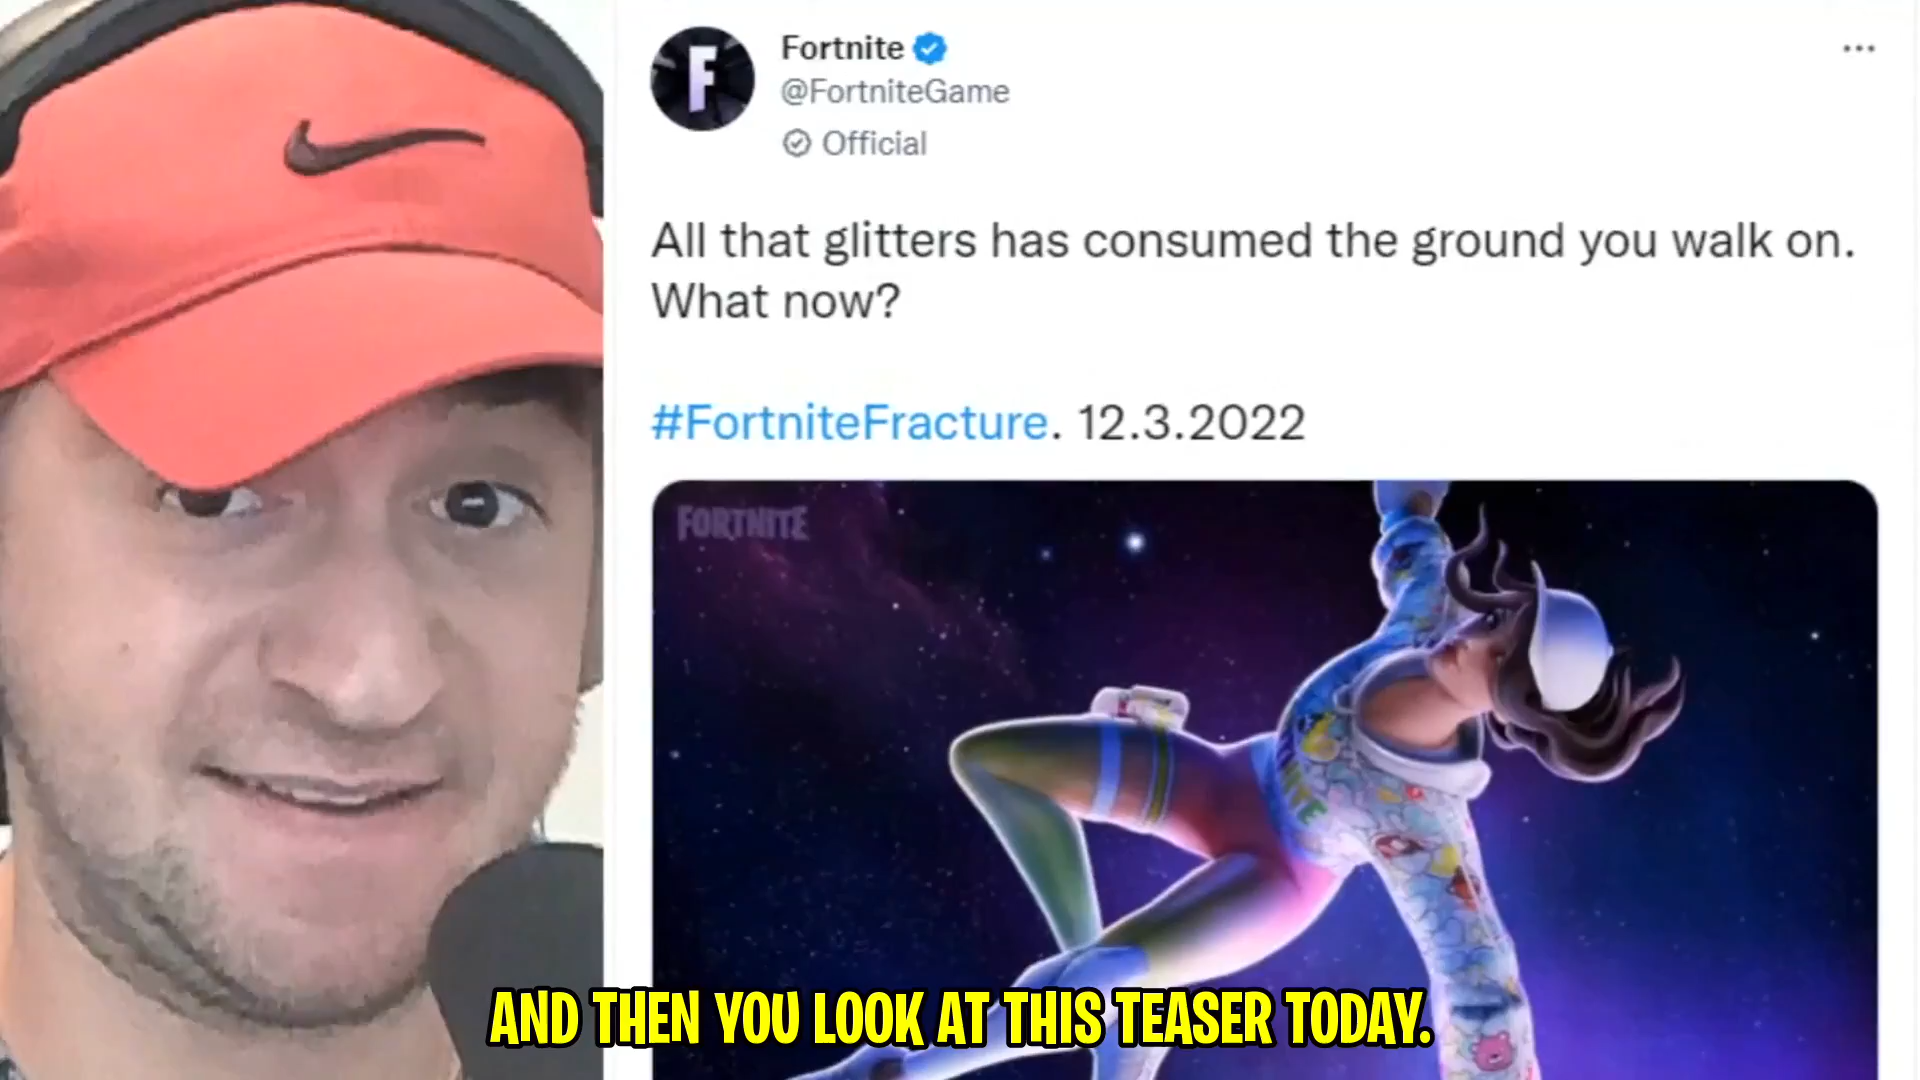 Fortnite
@FortniteGame
Official
All that glitters has consumed the ground you walk on.
What now?
#FortniteFracture. 12.3.2022
FORTNITE
AND THEN YOU LOOK AT THIS TEASER TODAY.